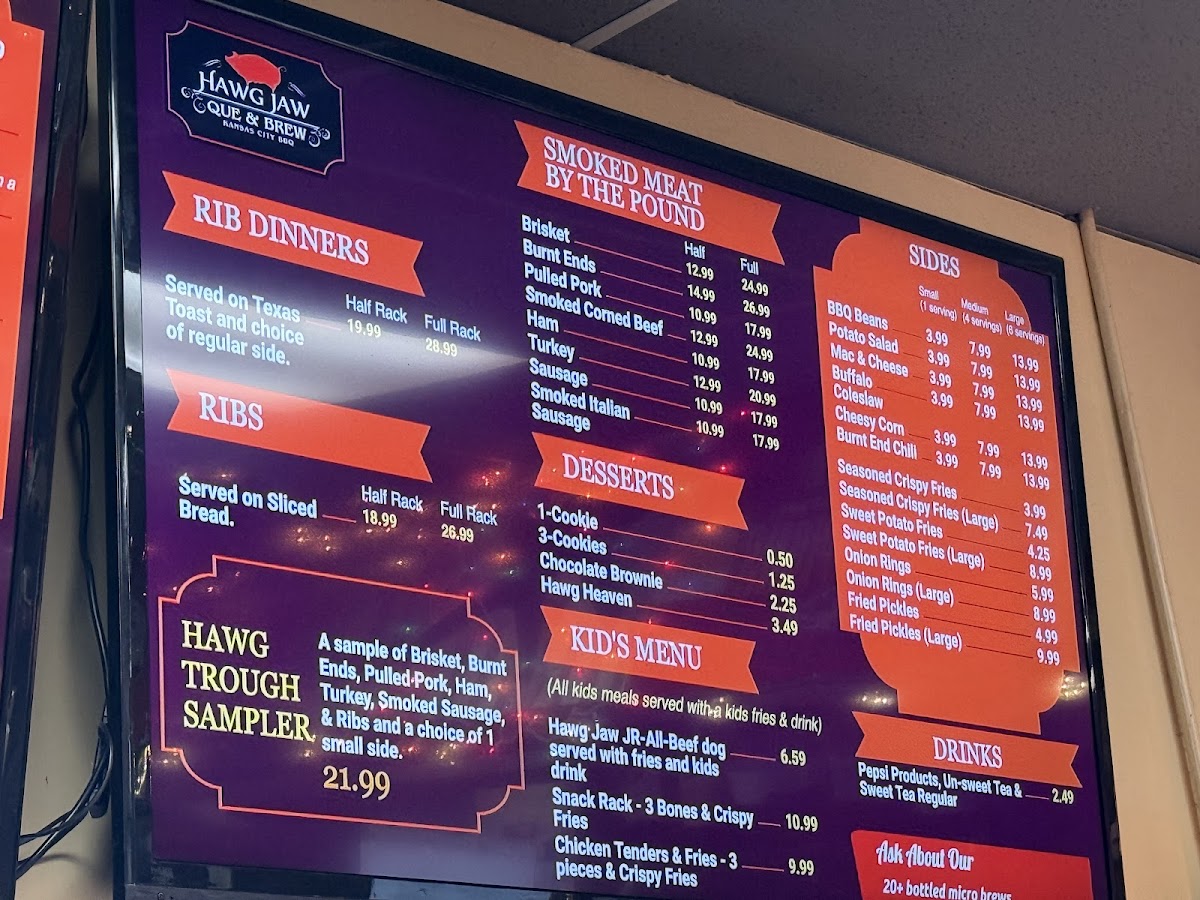 HAWG JAW
QUE & BREW
KANSAS CITY BBQ
RIB DINNERS
Half Rack Full Rack
Served on Texas 19.99 28.99
Toast and choice
of regular side.
RIBS
Half Rack Full Rack
Served on Sliced 18.99 26.99
Bread.
HAWG
TROUGH
SAMPLER
A sample of Brisket, Burnt
Ends, Pulled Pork, Ham,
Turkey, Smoked Sausage,
& Ribs and a choice of 1
small side.
21.99
SMOKED MEAT
BY THE POUND
Half Full
Brisket 12.99 24.99
Burnt Ends 14.99 26.99
Pulled Pork 10.99 17.99
Smoked Corned Beef 12.99 24.99
Ham 10.99 17.99
Turkey 12.99 20.99
Sausage 10.99 17.99
Smoked Italian 10.99 17.99
Sausage
DESSERTS
1-Cookie 0.50
3-Cookies 1.25
Chocolate Brownie 2.25
Hawg Heaven 3.49
KID'S MENU
(All kids meals served with a kids fries & drink)
Hawg Jaw JR-All-Beef dog 6.59
served with fries and kids
drink
Snack Rack - 3 Bones & Crispy 10.99
Fries
Chicken Tenders & Fries - 3 9.99
pieces & Crispy Fries
SIDES
Small Medium Large
(1 serving) (4 servings) (6 servings)
BBQ Beans 3.99 7.99 13.99
Potato Salad 3.99 7.99 13.99
Mac & Cheese 3.99 7.99 13.99
Buffalo 3.99 7.99 13.99
Coleslaw
Cheesy Corn 3.99 7.99 13.99
Burnt End Chili 3.99 7.99 13.99
Seasoned Crispy Fries 3.99
Seasoned Crispy Fries (Large) 7.49
Sweet Potato Fries 4.25
Sweet Potato Fries (Large) 8.99
Onion Rings 5.99
Onion Rings (Large) 8.99
Fried Pickles 4.99
Fried Pickles (Large) 9.99
DRINKS
Pepsi Products, Un-sweet Tea & 2.49
Sweet Tea Regular
Ask About Our
20+ bottled micro brews